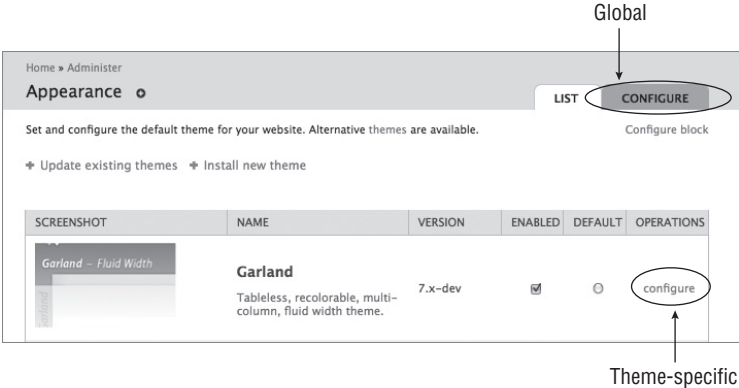 Global
Home » Administer
Appearance
LIST
CONFIGURE
Set and configure the default theme for your website. Alternative themes are available.
Configure block
+ Update existing themes + Install new theme
SCREENSHOT NAME VERSION ENABLED DEFAULT OPERATIONS
Garland – Fluid Width
Garland
Garland
Tableless, recolorable, multi-
column, fluid width theme.
7.x-dev
configure
Theme-specific